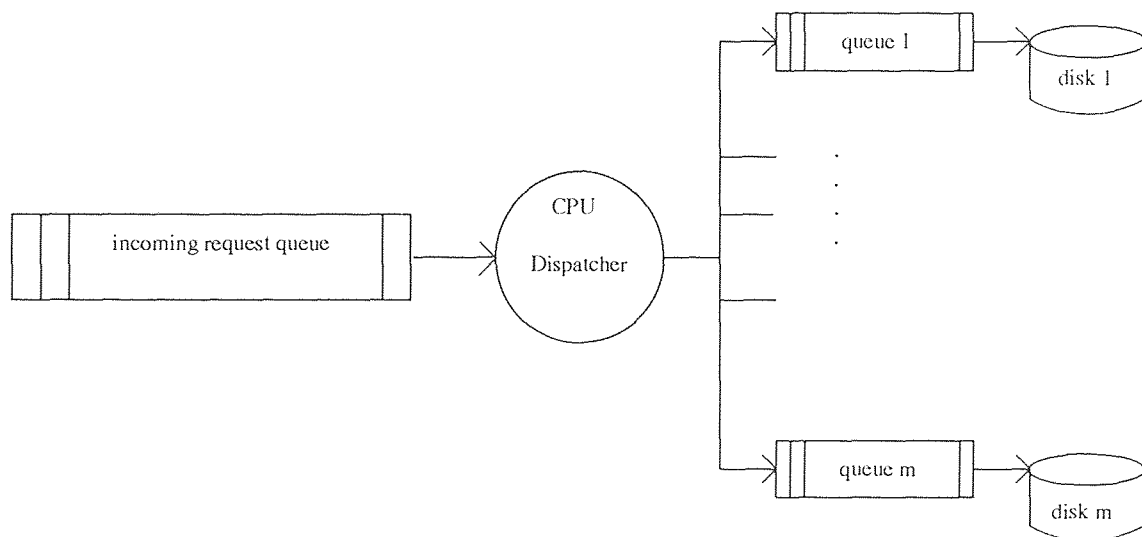 queue 1
disk 1
CPU
incoming request queue
Dispatcher
queue m
disk m